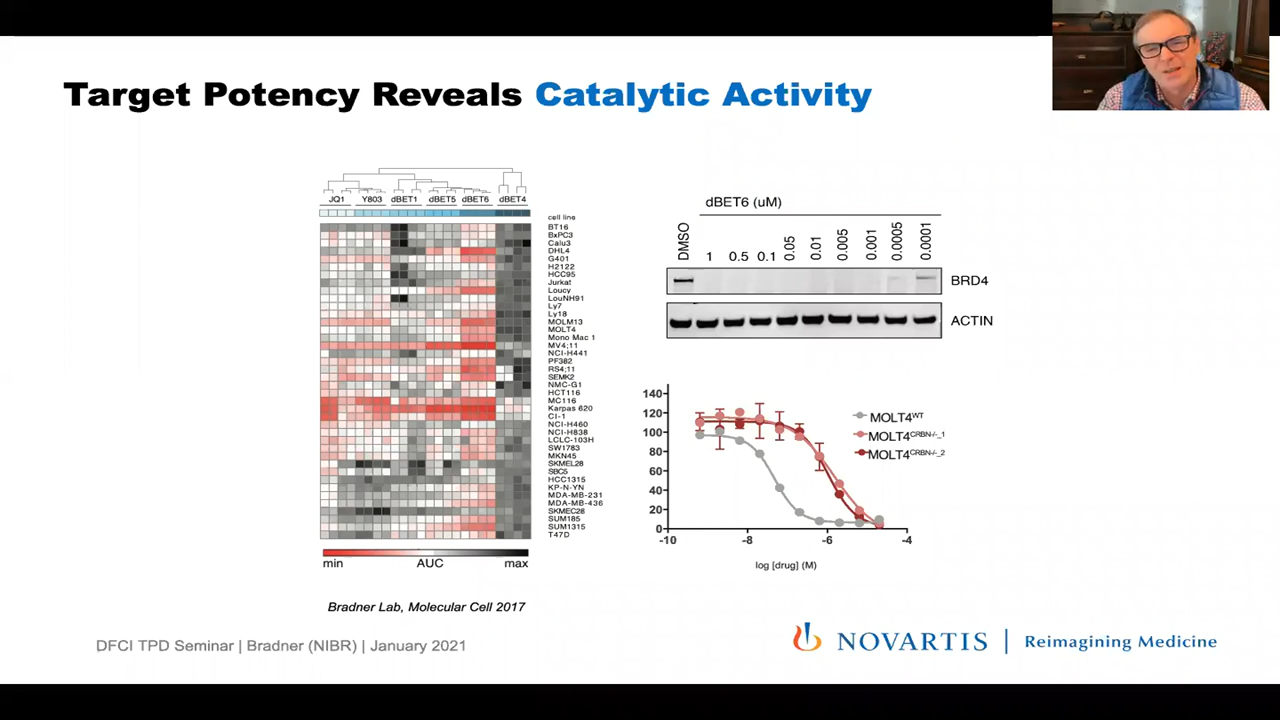 Target Potency Reveals Catalytic Activity
JQ1 Y803 dBET1 dBET5 dBET6 dBET4
cell line
BT16
BxPC3
Calu3
DHL4
G401
H2122
HCC95
Jurkat
Loucy
LouNH91
Ly7
Ly18
MOLM13
MOLT4
Mono Mac 1
MV4;11
NCI-H441
PF382
RS4;11
SEMK2
NMC-G1
HCT116
MC116
Karpas 620
CI-1
NCI-H460
NCI-H838
LCLC-103H
SW1783
MKN45
SKMEL28
SBC5
HCC1315
KP-N-YN
MDA-MB-231
MDA-MB-436
SKMEC28
SUM185
SUM1315
T47D
min AUC max
dBET6 (uM)
DMSO 1 0.5 0.1 0.05 0.01 0.005 0.001 0.0005 0.0001
BRD4
ACTIN
140
120
100
80
60
40
20
0
-10 -8 -6 -4
log [drug] (M)
MOLT4WT
MOLT4CRBN-/-_1
MOLT4CRBN-/-_2
Bradner Lab, Molecular Cell 2017
DFCI TPD Seminar | Bradner (NIBR) | January 2021
NOVARTIS | Reimagining Medicine